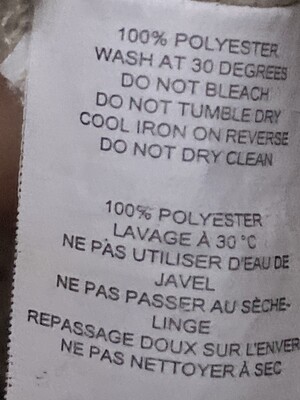 100% POLYESTER
WASH AT 30 DEGREES
DO NOT BLEACH
DO NOT TUMBLE DRY
COOL IRON ON REVERSE
DO NOT DRY CLEAN
100% POLYESTER
LAVAGE À 30°C
NE PAS UTILISER D'EAU DE
JAVEL
NE PAS PASSER AU SÈCHE-
LINGE
REPASSAGE DOUX SUR L'ENVER
NE PAS NETTOYER À SEC